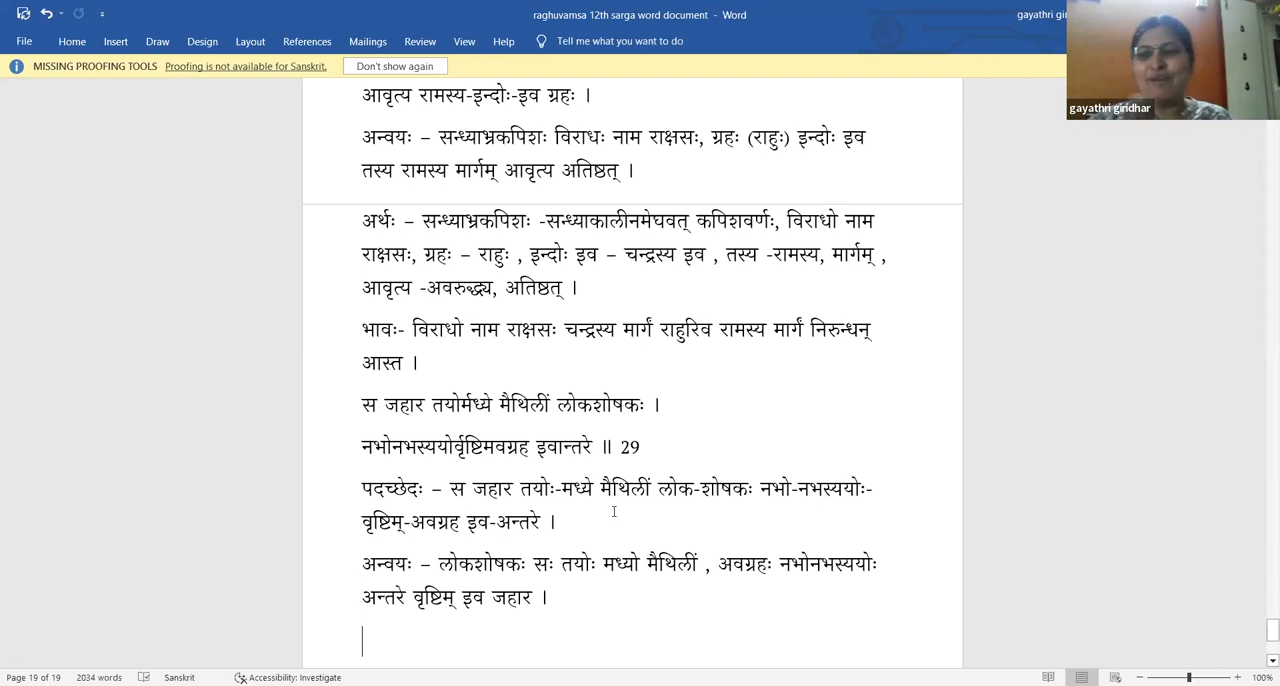 raghuvamsa 12th sarga word document - Word
gayathri gir
File Home Insert Draw Design Layout References Mailings Review View Help Tell me what you want to do
MISSING PROOFING TOOLS Proofing is not available for Sanskrit. Don't show again
gayathri giridhar
आवृत्य रामस्य-इन्दोः-इव ग्रहः ।
अन्वयः – सन्ध्याभ्रकपिशः विराधः नाम राक्षसः, ग्रहः (राहुः) इन्दोः इव
तस्य रामस्य मार्गम् आवृत्य अतिष्ठत् ।
अर्थः – सन्ध्याभ्रकपिशः -सन्ध्याकालीनमेघवत् कपिशवर्णः, विराधो नाम
राक्षसः, ग्रहः – राहुः , इन्दोः इव – चन्द्रस्य इव , तस्य -रामस्य, मार्गम् ,
आवृत्य -अवरुद्ध्य, अतिष्ठत् ।
भावः- विराधो नाम राक्षसः चन्द्रस्य मार्गं राहुरिव रामस्य मार्गं निरुन्धन्
आस्त ।
स जहार तयोर्मध्ये मैथिलीं लोकशोषकः ।
नभोनभस्ययोर्वृष्टिमवग्रह इवान्तरे ॥ 29
पदच्छेदः – स जहार तयोः-मध्ये मैथिलीं लोक-शोषकः नभो-नभस्ययोः-
वृष्टिम्-अवग्रह इव-अन्तरे ।
अन्वयः – लोकशोषकः सः तयोः मध्यो मैथिलीं , अवग्रहः नभोनभस्ययोः
अन्तरे वृष्टिम् इव जहार ।
Page 19 of 19 2034 words Sanskrit Accessibility: Investigate 100%